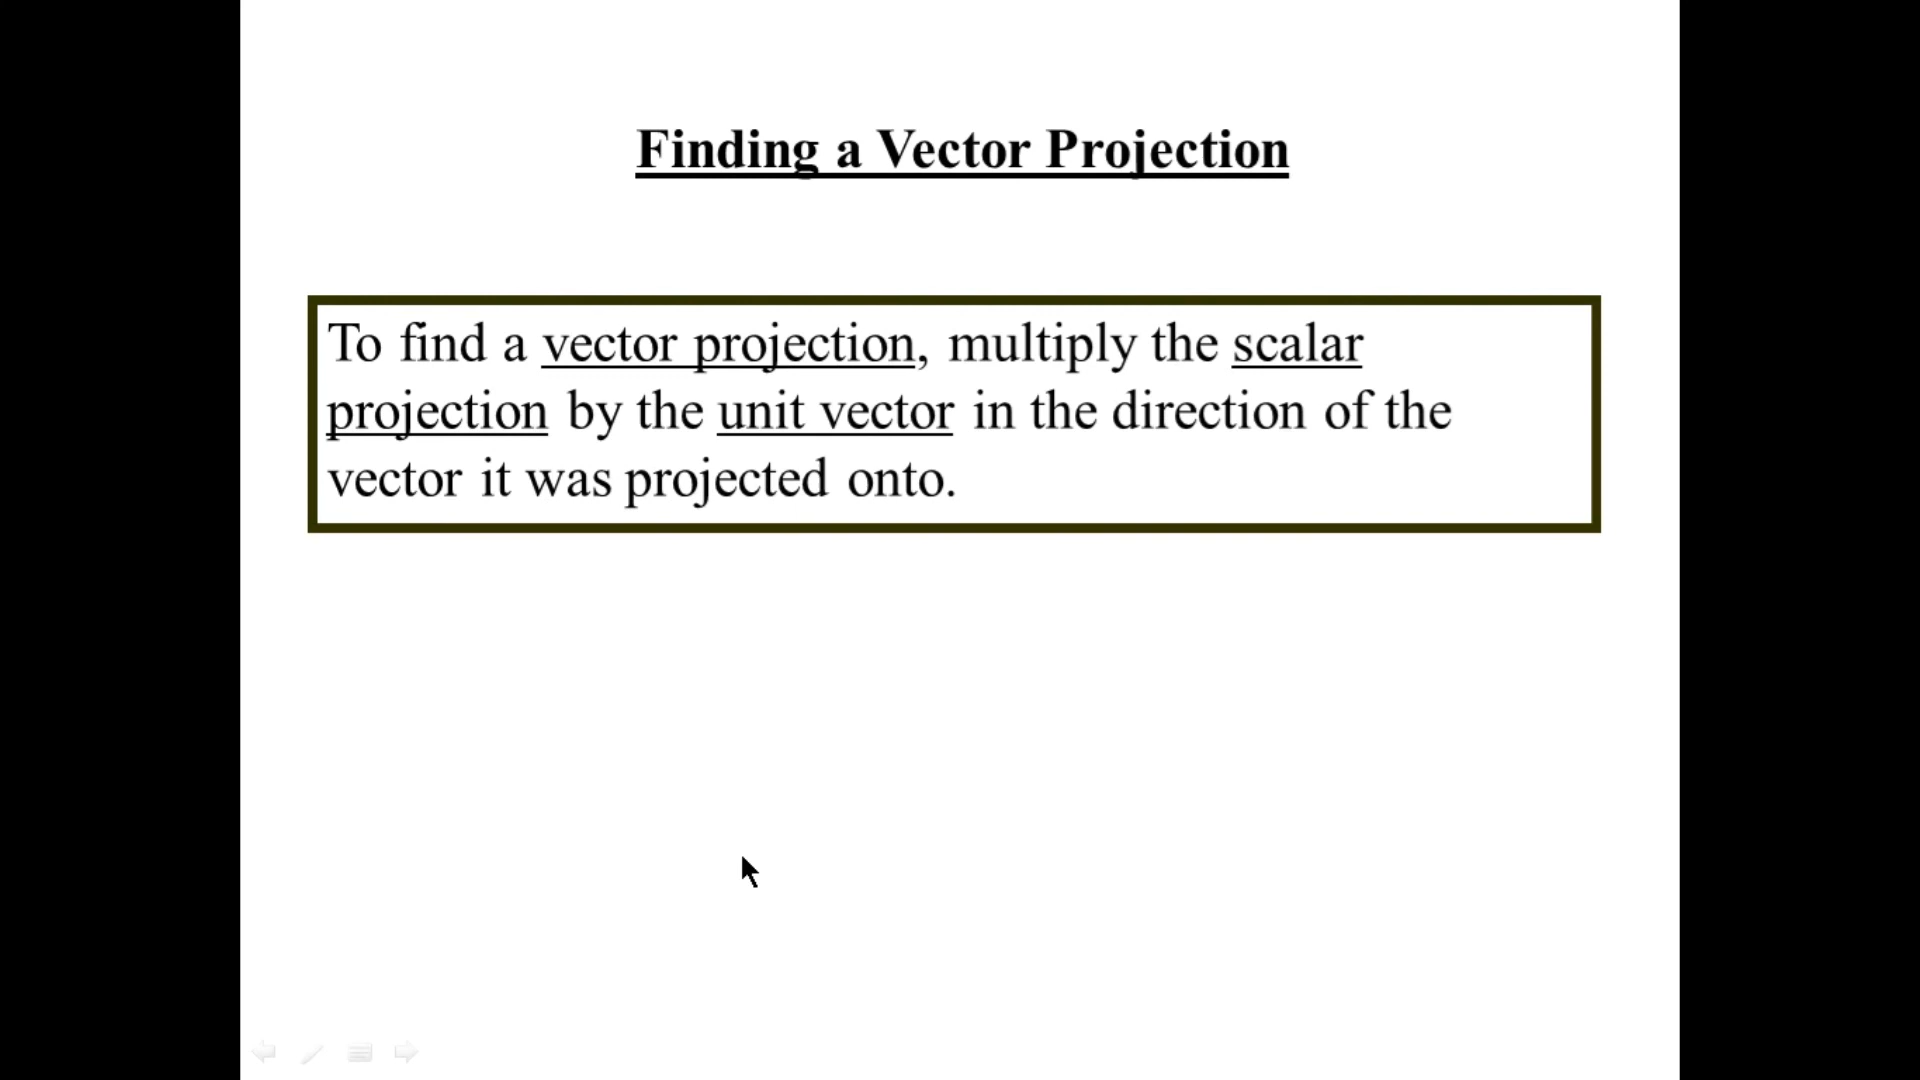 Finding a Vector Projection
To find a vector projection, multiply the scalar
projection by the unit vector in the direction of the
vector it was projected onto.